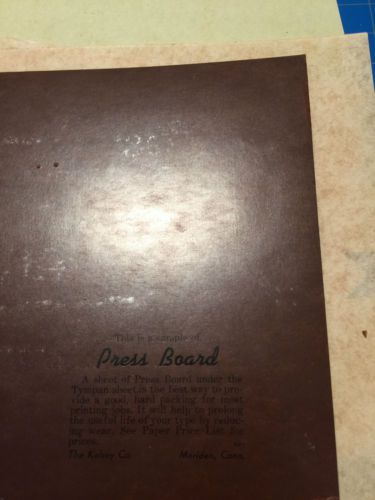 This is a sample of
Press Board
A sheet of Press Board under the
Tympan sheet is the best way to pro-
vide a good, hard packing for most
printing jobs. It will help to prolong
the useful life of your type by reduc-
ing wear. See Paper Price List for
prices.
The Kelsey Co. Meriden, Conn.